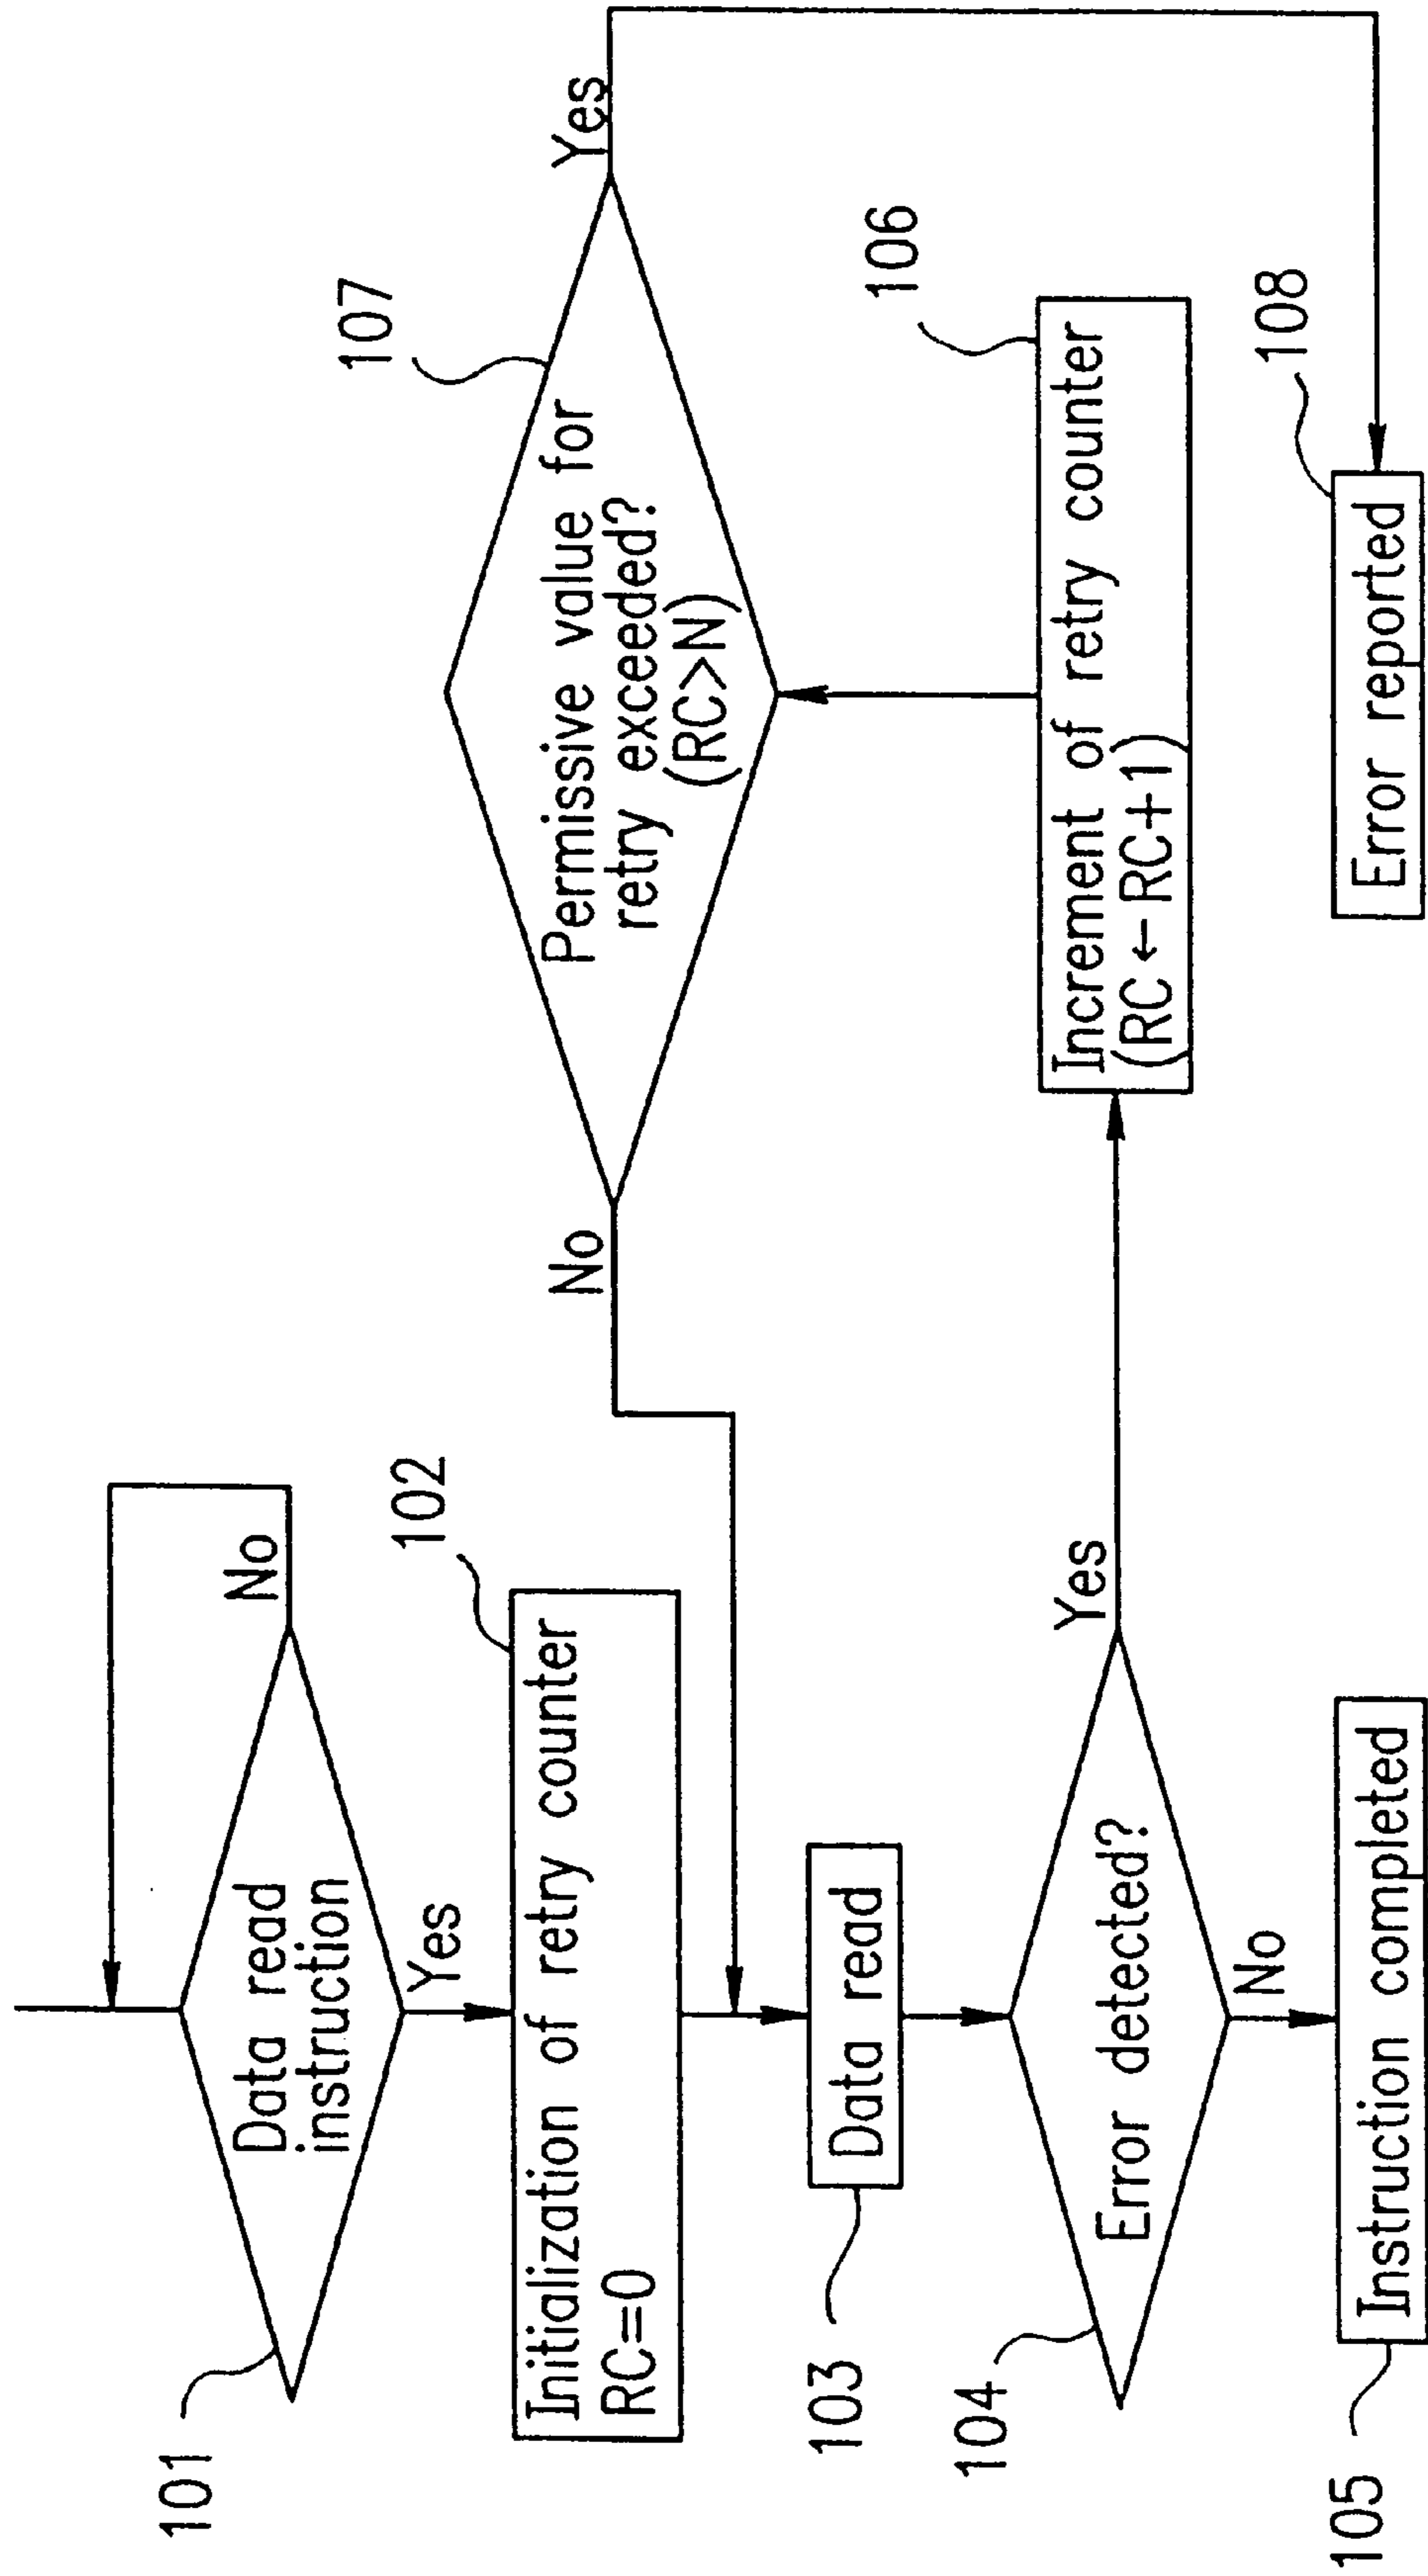 101
Data read
instruction
No
Yes
102
Initialization of retry counter
RC=0
103
Data read
104
Error detected?
Yes
No
105
Instruction completed
107
Permissive value for
retry exceeded?
(RC>N)
No
Yes
106
Increment of retry counter
(RC←RC+1)
108
Error reported